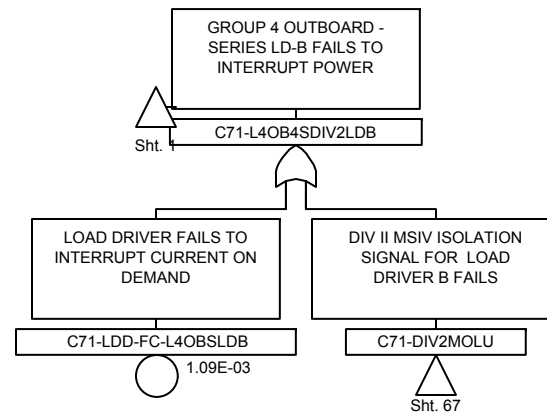 GROUP 4 OUTBOARD -
SERIES LD-B FAILS TO
INTERRUPT POWER
C71-L4OB4SDIV2LDB
Sht. 1
LOAD DRIVER FAILS TO
INTERRUPT CURRENT ON
DEMAND
C71-LDD-FC-L4OBSLDB
1.09E-03
DIV II MSIV ISOLATION
SIGNAL FOR LOAD
DRIVER B FAILS
C71-DIV2MOLU
Sht. 67